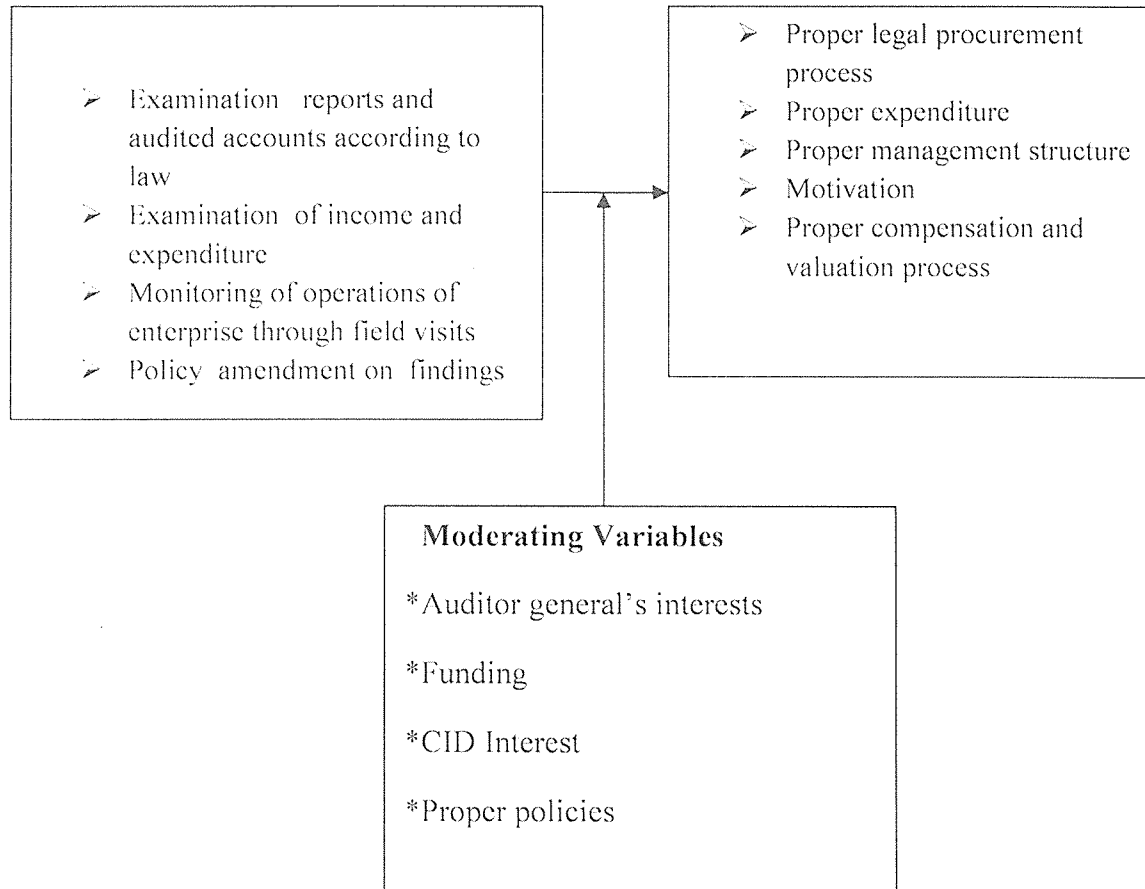 ➢ Examination reports and
audited accounts according to
law
➢ Examination of income and
expenditure
➢ Monitoring of operations of
enterprise through field visits
➢ Policy amendment on findings
➢ Proper legal procurement
process
➢ Proper expenditure
➢ Proper management structure
➢ Motivation
➢ Proper compensation and
valuation process
Moderating Variables
*Auditor general's interests
*Funding
*CID Interest
*Proper policies